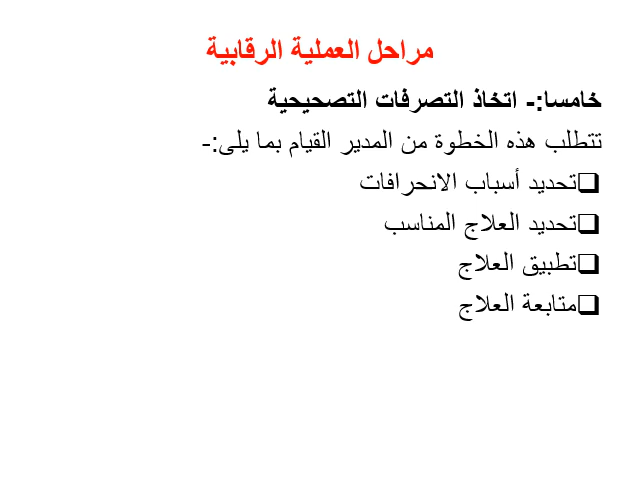 مراحل العملية الرقابية
خامسا:- اتخاذ التصرفات التصحيحية
تتطلب هذه الخطوة من المدير القيام بما يلى:-
❑تحديد أسباب الانحرافات
❑تحديد العلاج المناسب
❑تطبيق العلاج
❑متابعة العلاج